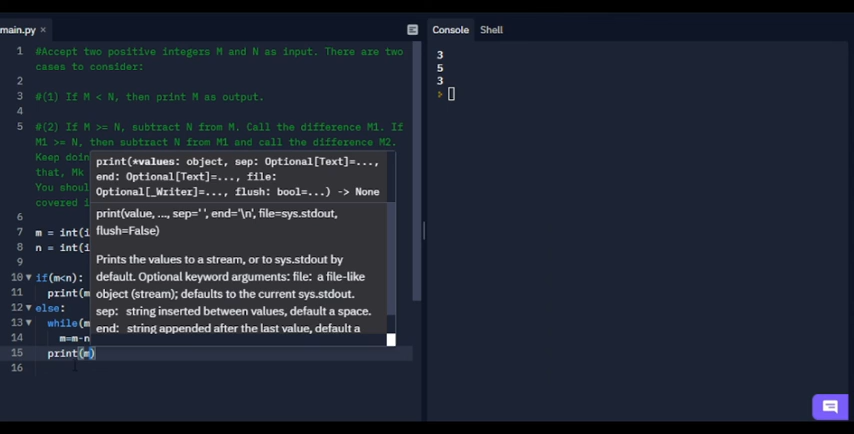 main.py ×
Console Shell
1 #Accept two positive integers M and N as input. There are two
cases to consider:
2
3 #(1) If M < N, then print M as output.
4
5 #(2) If M >= N, subtract N from M. Call the difference M1. If
M1 >= N, then subtract N from M1 and call the difference M2.
Keep doin
that, Mk
You shoul
covered i
6
7 m = int(i
8 n = int(i
9
10 if(m<n):
11 print(m
12 else:
13 while(m
14 m=m-n
15 print(m)
16
print(*values: object, sep: Optional[Text]=...,
end: Optional[Text]=..., file:
Optional[_Writer]=..., flush: bool=...) -> None
print(value, ..., sep=' ', end='\n', file=sys.stdout,
flush=False)
Prints the values to a stream, or to sys.stdout by
default. Optional keyword arguments: file: a file-like
object (stream); defaults to the current sys.stdout.
sep: string inserted between values, default a space.
end: string appended after the last value, default a
3
5
3
>